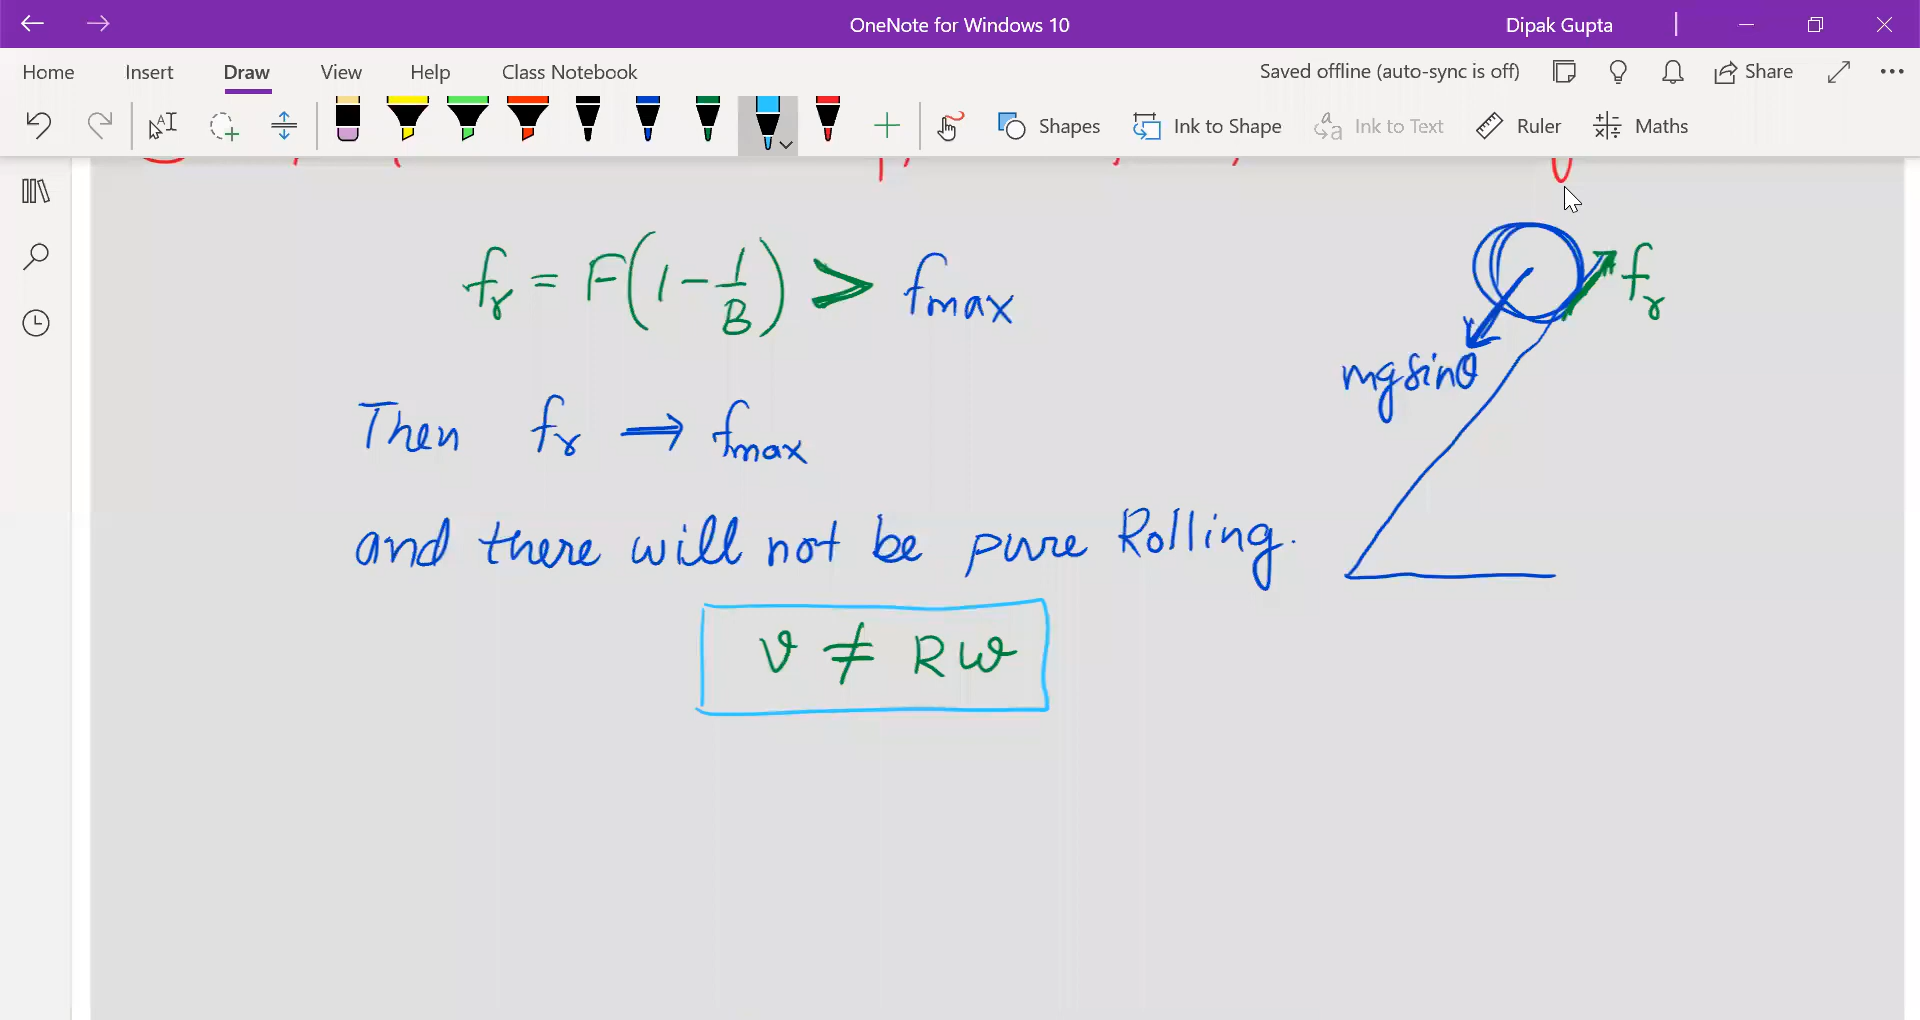 OneNote for Windows 10
Dipak Gupta
Home Insert Draw View Help Class Notebook
Saved offline (auto-sync is off) Share
Shapes Ink to Shape Ink to Text Ruler Maths
fr = F(1 - 1/B) > fmax
fr
mg sinθ
Then fr → fmax
and there will not be pure Rolling.
v ≠ Rω